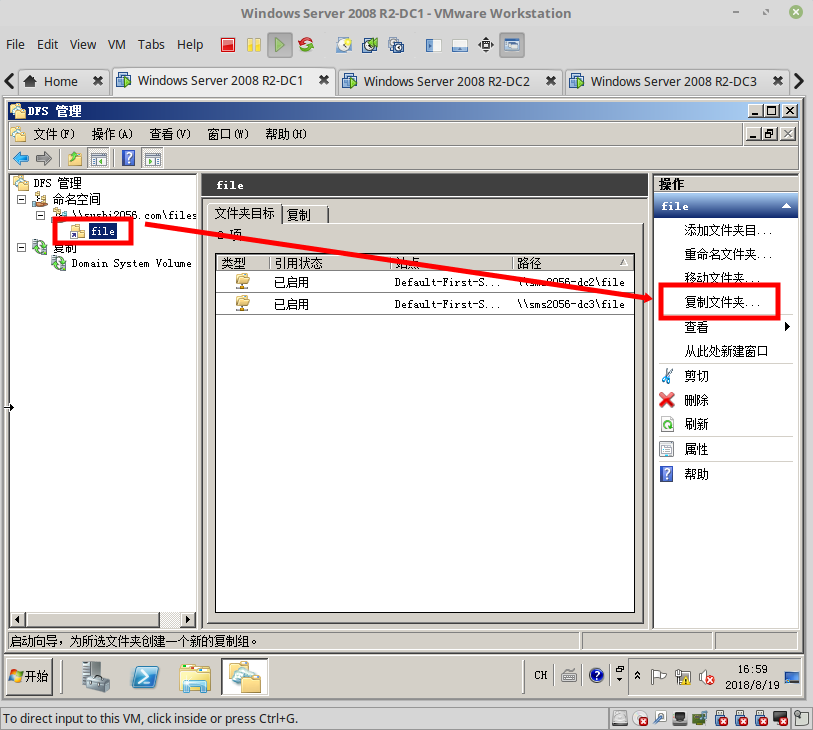 Windows Server 2008 R2-DC1 - VMware Workstation
File Edit View VM Tabs Help
Home Windows Server 2008 R2-DC1 Windows Server 2008 R2-DC2 Windows Server 2008 R2-DC3
DFS 管理
文件(F) 操作(A) 查看(V) 窗口(W) 帮助(H)
DFS 管理
命名空间
.com\files
file
复制
Domain System Volume
file
文件夹目标 复制
2 项
类型 引用状态 站点 路径
已启用 Default-First-S... \\sms2056-dc2\file
已启用 Default-First-S... \\sms2056-dc3\file
操作
file
添加文件夹目...
重命名文件夹...
移动文件夹...
复制文件夹...
查看
从此处新建窗口
剪切
删除
刷新
属性
帮助
启动向导，为所选文件夹创建一个新的复制组。
开始
CH
16:59
2018/8/19
To direct input to this VM, click inside or press Ctrl+G.